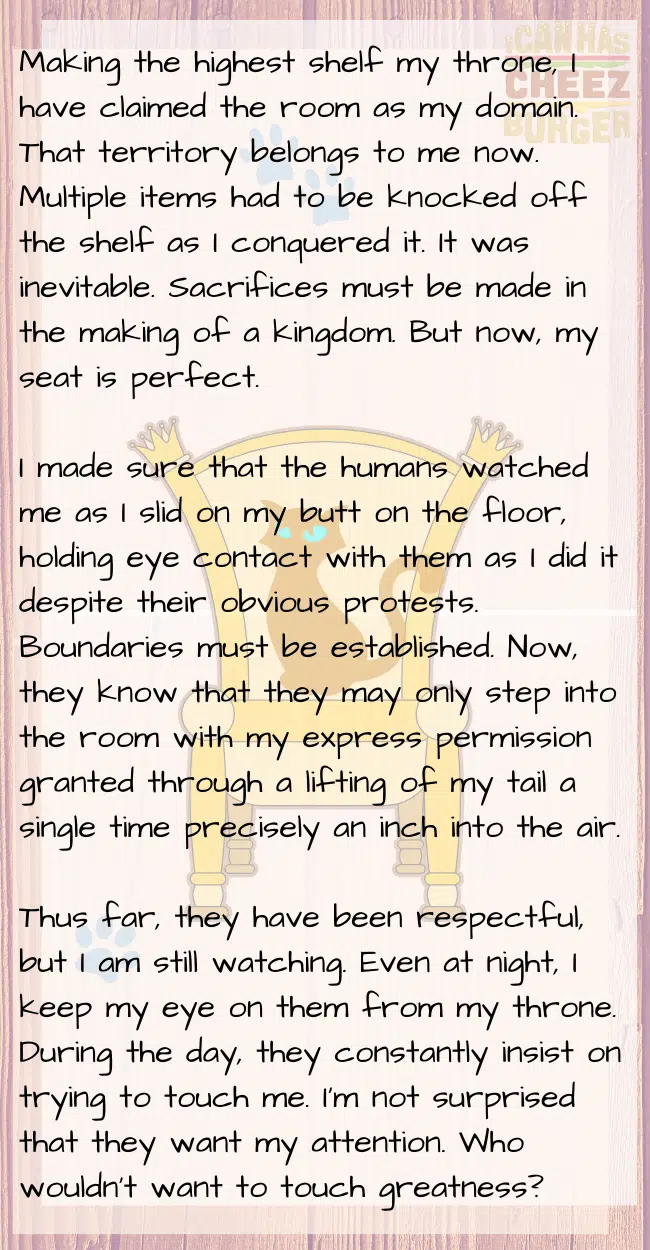 I CAN HAS
CHEEZ
BURGER
Making the highest shelf my throne, I
have claimed the room as my domain.
That territory belongs to me now.
Multiple items had to be knocked off
the shelf as I conquered it. It was
inevitable. Sacrifices must be made in
the making of a kingdom. But now, my
seat is perfect.
I made sure that the humans watched
me as I slid on my butt on the floor,
holding eye contact with them as I did it
despite their obvious protests.
Boundaries must be established. Now,
they know that they may only step into
the room with my express permission
granted through a lifting of my tail a
single time precisely an inch into the air.
Thus far, they have been respectful,
but I am still watching. Even at night, I
keep my eye on them from my throne.
During the day, they constantly insist on
trying to touch me. I'm not surprised
that they want my attention. Who
wouldn't want to touch greatness?